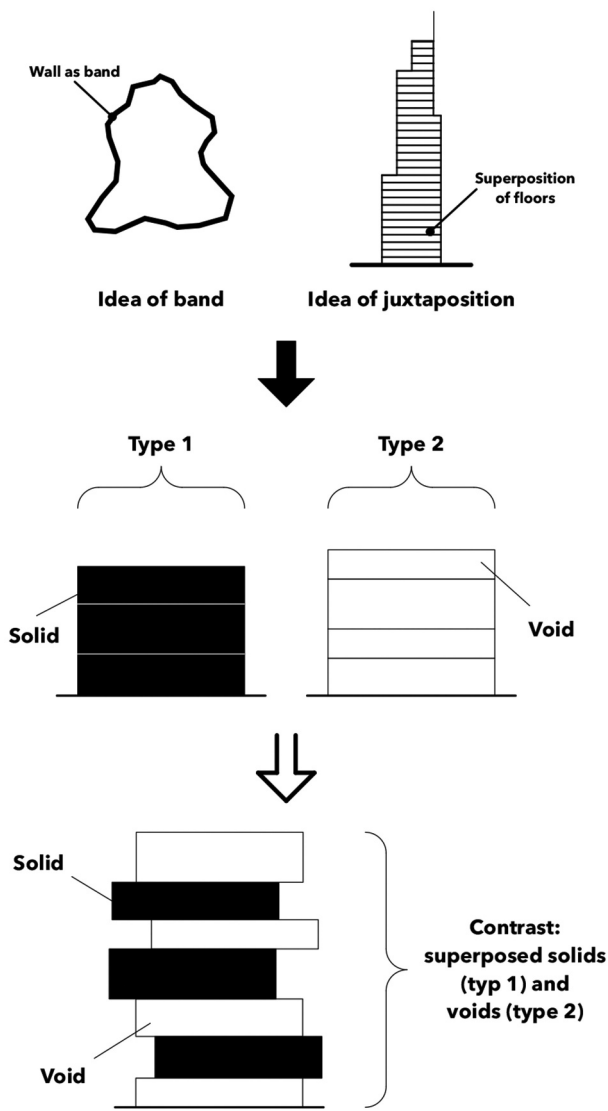 Wall as band
Superposition
of floors
Idea of band
Idea of juxtaposition
Type 1
Type 2
Solid
Void
Solid
Contrast:
superposed solids
(typ 1) and
voids (type 2)
Void